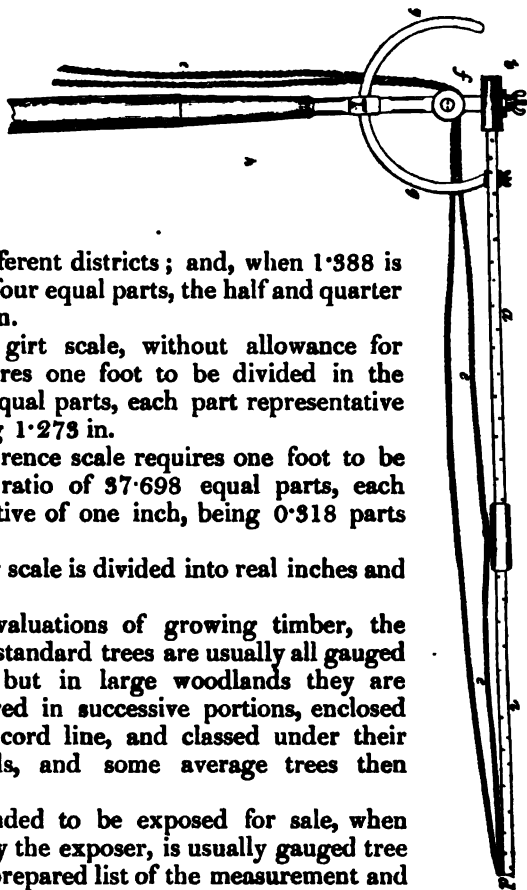 fferent districts; and, when 1·388 is
four equal parts, the half and quarter
n.
girt scale, without allowance for
res one foot to be divided in the
qual parts, each part representative
g 1·273 in.
rence scale requires one foot to be
ratio of 37·698 equal parts, each
tive of one inch, being 0·318 parts
scale is divided into real inches and
valuations of growing timber, the
standard trees are usually all gauged
but in large woodlands they are
ed in successive portions, enclosed
cord line, and classed under their
ls, and some average trees then
nded to be exposed for sale, when
y the exposer, is usually gauged tree
prepared list of the measurement and